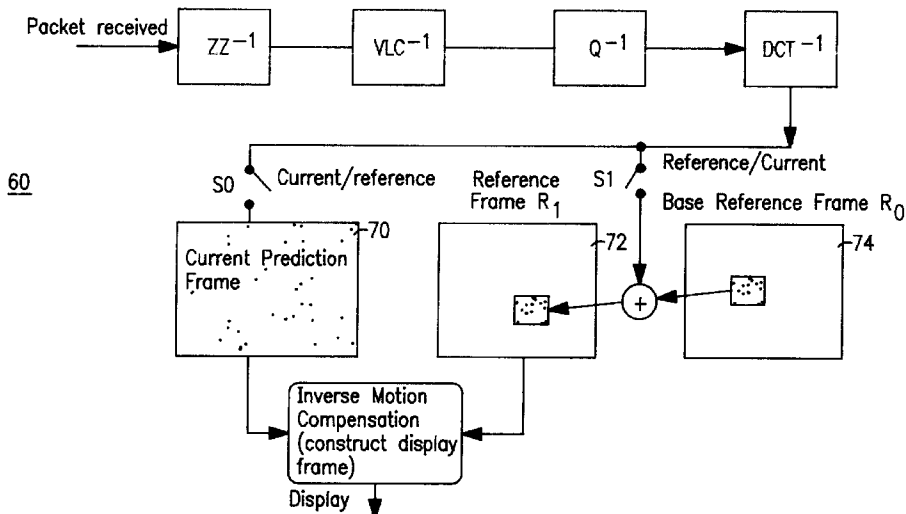 Packet received
ZZ⁻¹
VLC⁻¹
Q⁻¹
DCT⁻¹
60
S0
Current/reference
Reference
Frame R₁
S1
Reference/Current
Base Reference Frame R₀
70
Current Prediction
Frame
72
74
+
Inverse Motion
Compensation
(construct display
frame)
Display